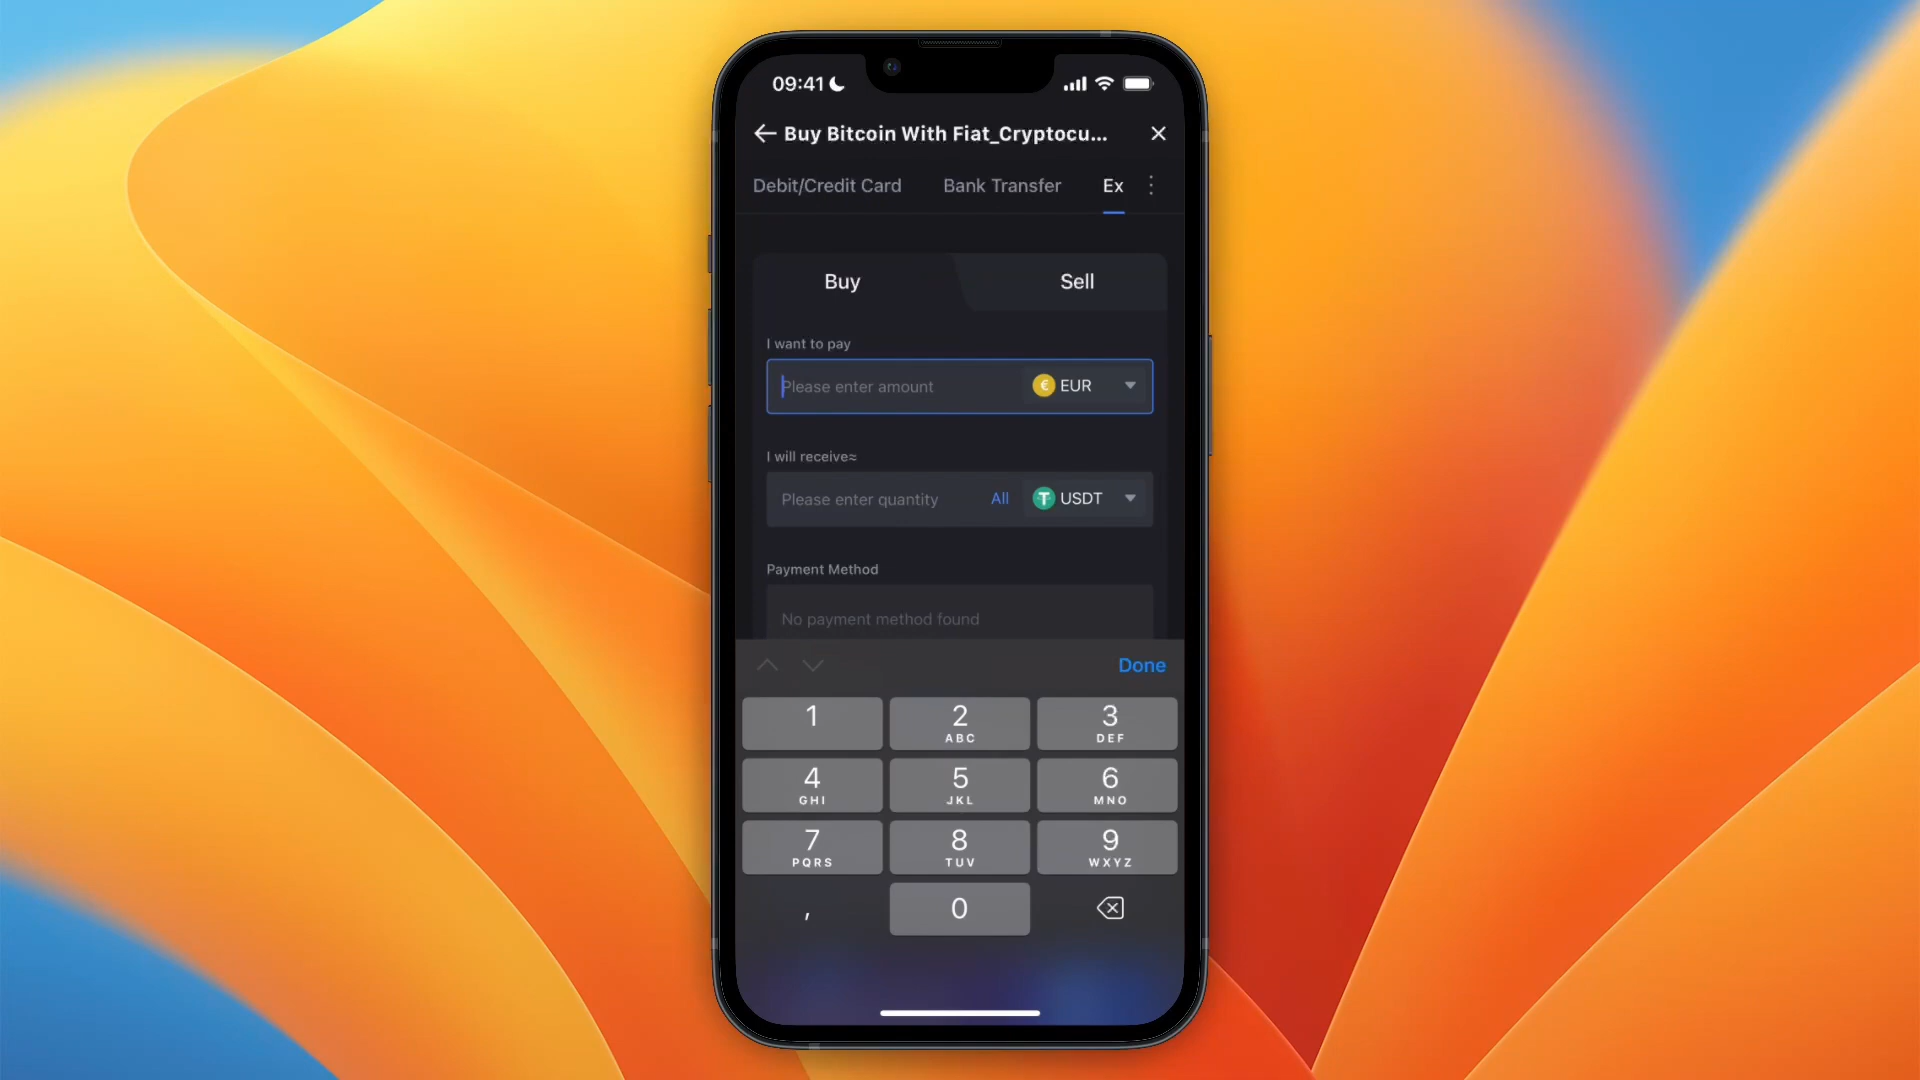 09:41
Buy Bitcoin With Fiat_Cryptocu...
Debit/Credit Card Bank Transfer Ex
Buy Sell
I want to pay
Please enter amount € EUR
I will receive≈
Please enter quantity All USDT
Payment Method
No payment method found
Done
1 2 3
ABC DEF
4 5 6
GHI JKL MNO
7 8 9
PQRS TUV WXYZ
, 0